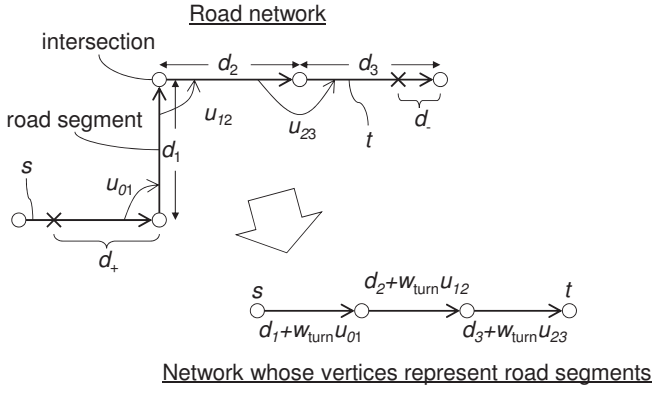 Road network
intersection
d2
d3
u12
u23
t
d-
road segment
d1
s
u01
d+
s
d2+wturnu12
t
d1+wturnu01
d3+wturnu23
Network whose vertices represent road segments